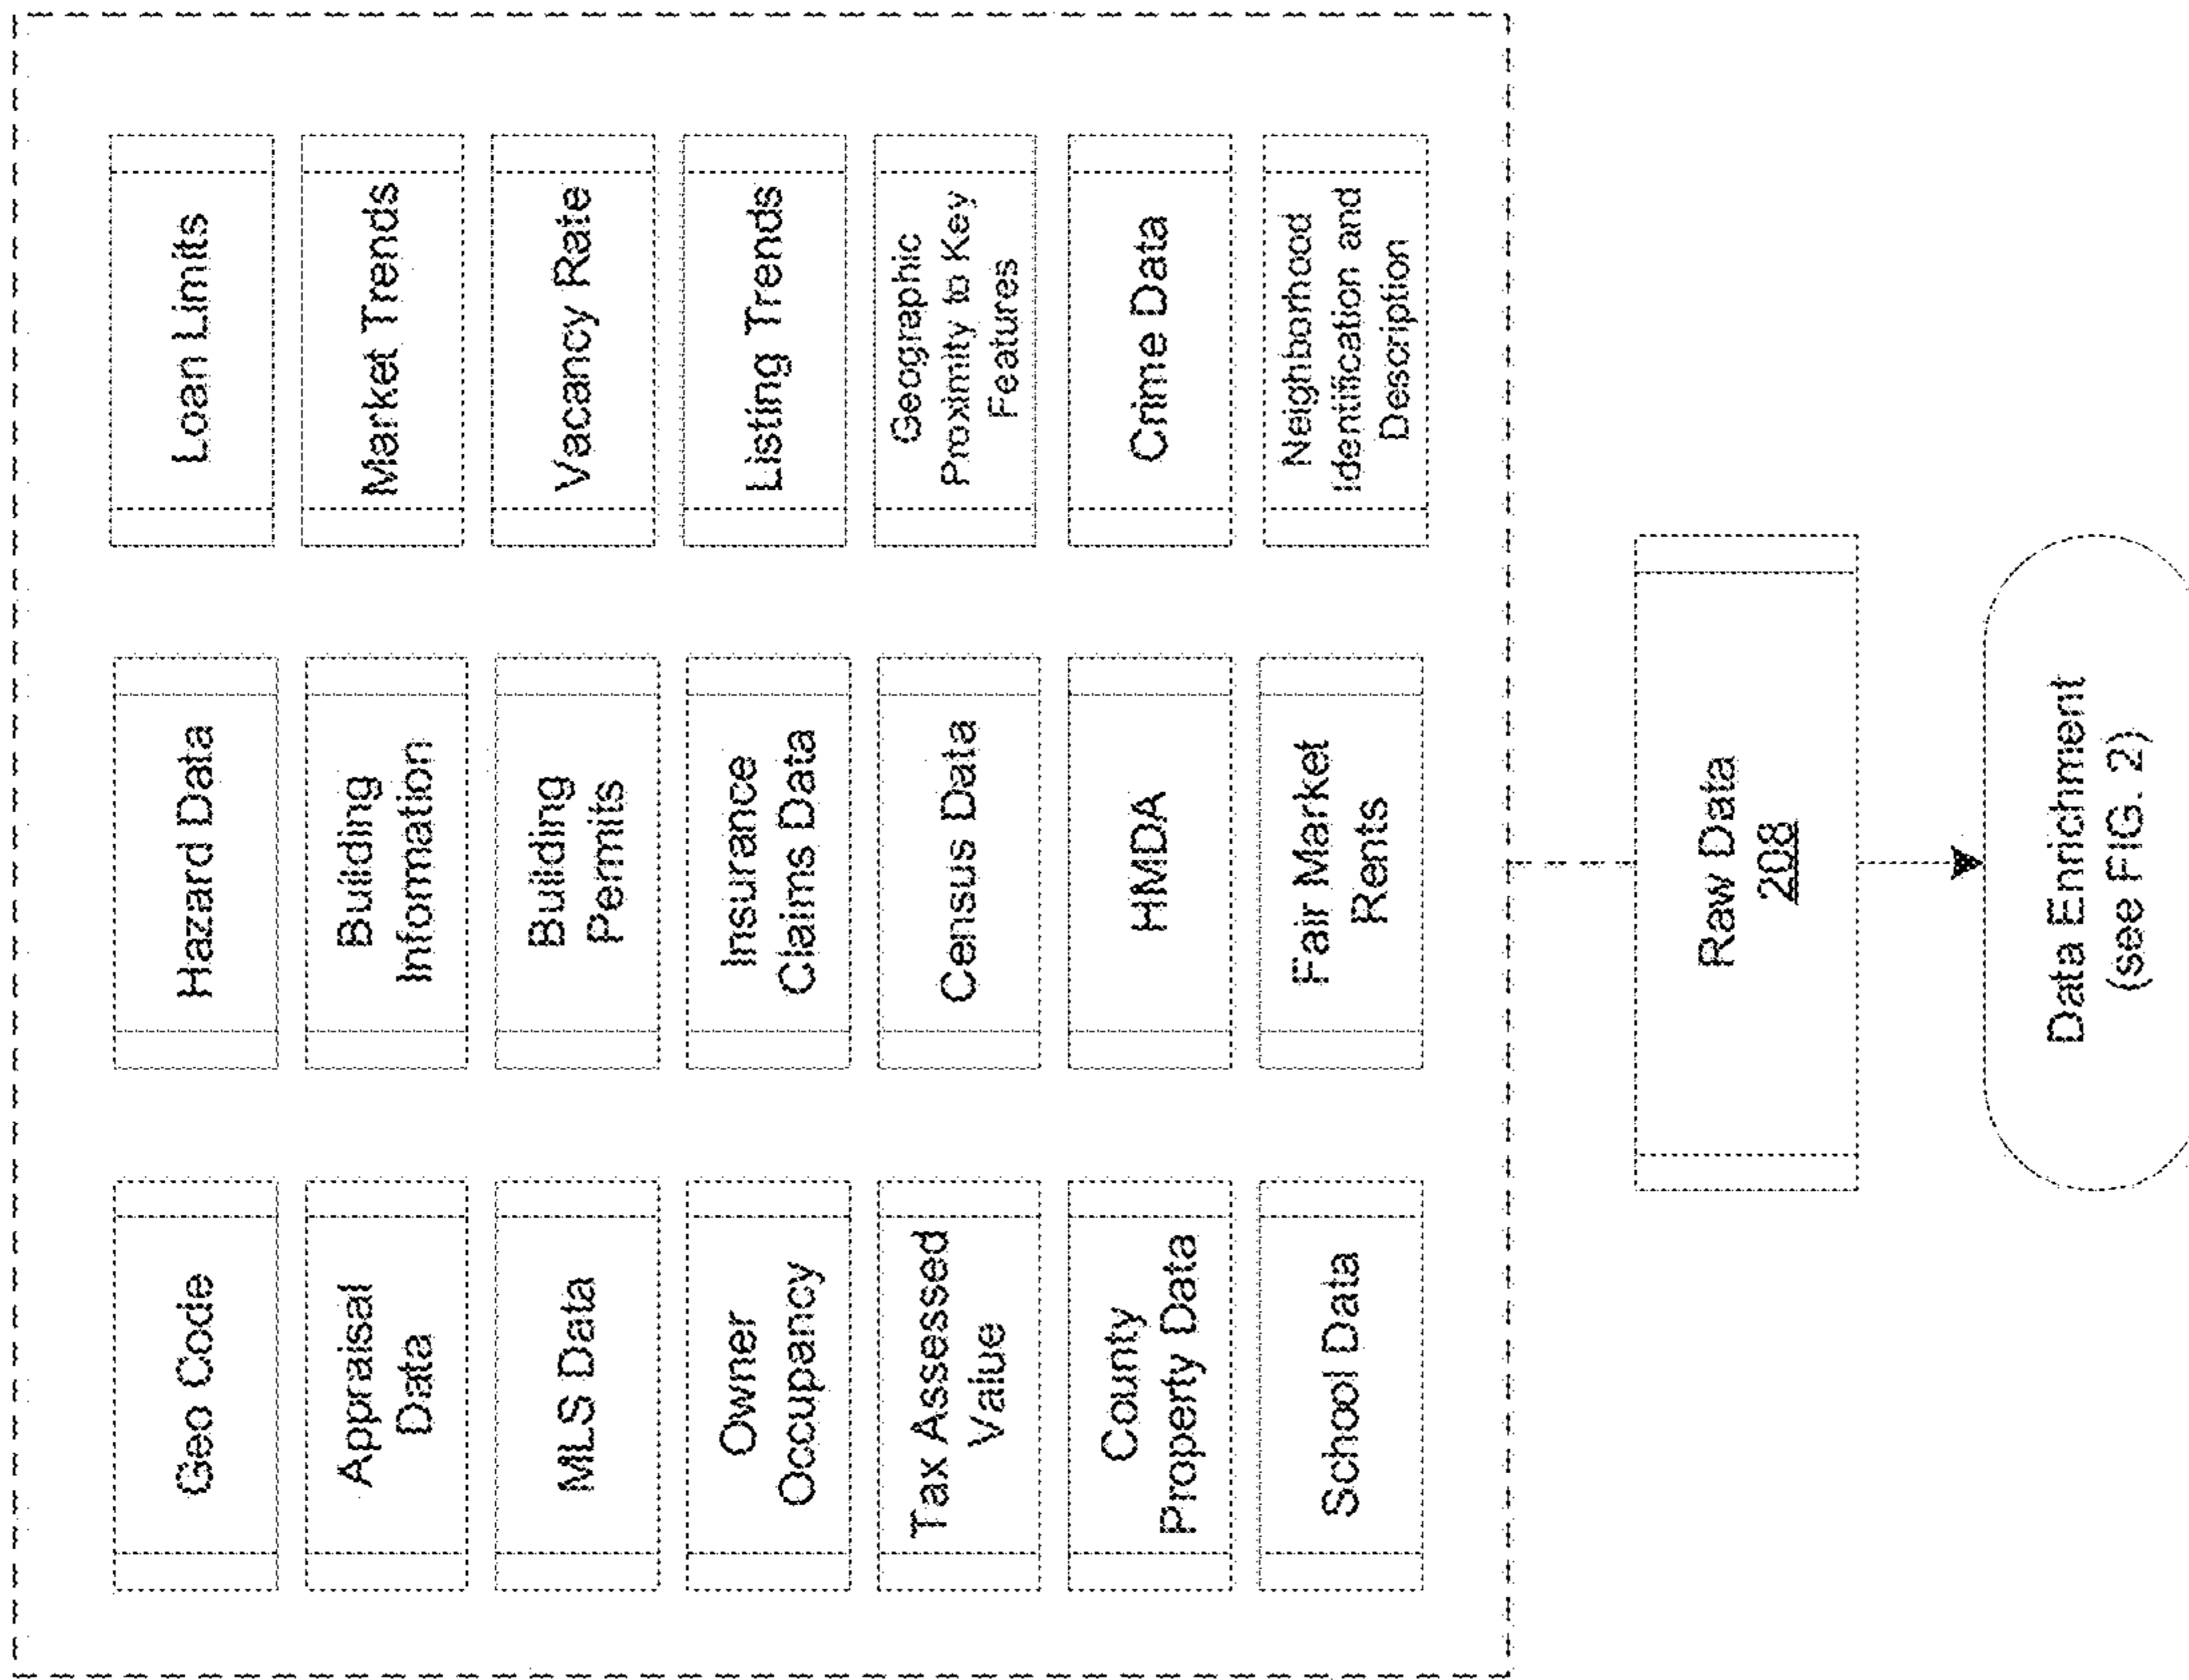 Loan Limits
Market Trends
Vacancy Rate
Listing Trends
Geographic
Proximity to Key
Features
Crime Data
Neighborhood
Identification and
Description
Hazard Data
Building
Information
Building
Permits
Insurance
Claims Data
Census Data
HMDA
Fair Market
Rents
Geo Code
Appraisal
Data
MLS Data
Owner
Occupancy
Tax Assessed
Value
County
Property Data
School Data
Raw Data
208
Data Enrichment
(see FIG. 2)